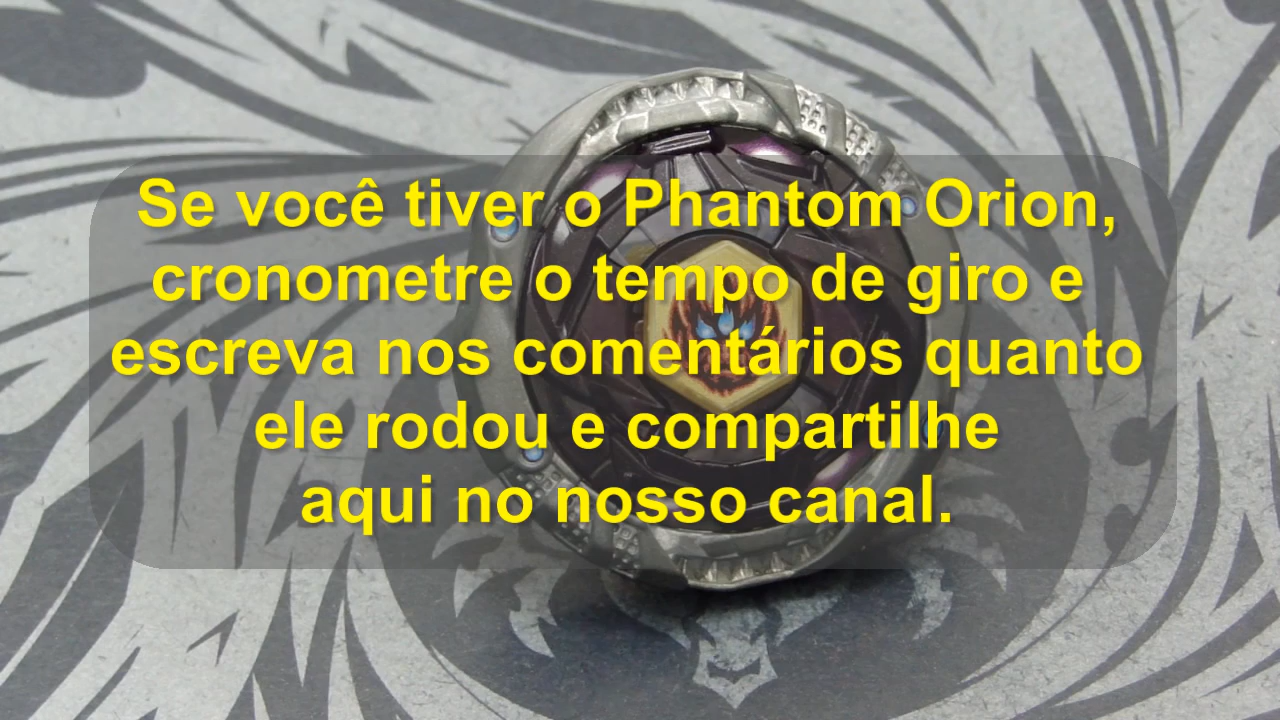 Se você tiver o Phantom Orion,
cronometre o tempo de giro e
escreva nos comentários quanto
ele rodou e compartilhe
aqui no nosso canal.